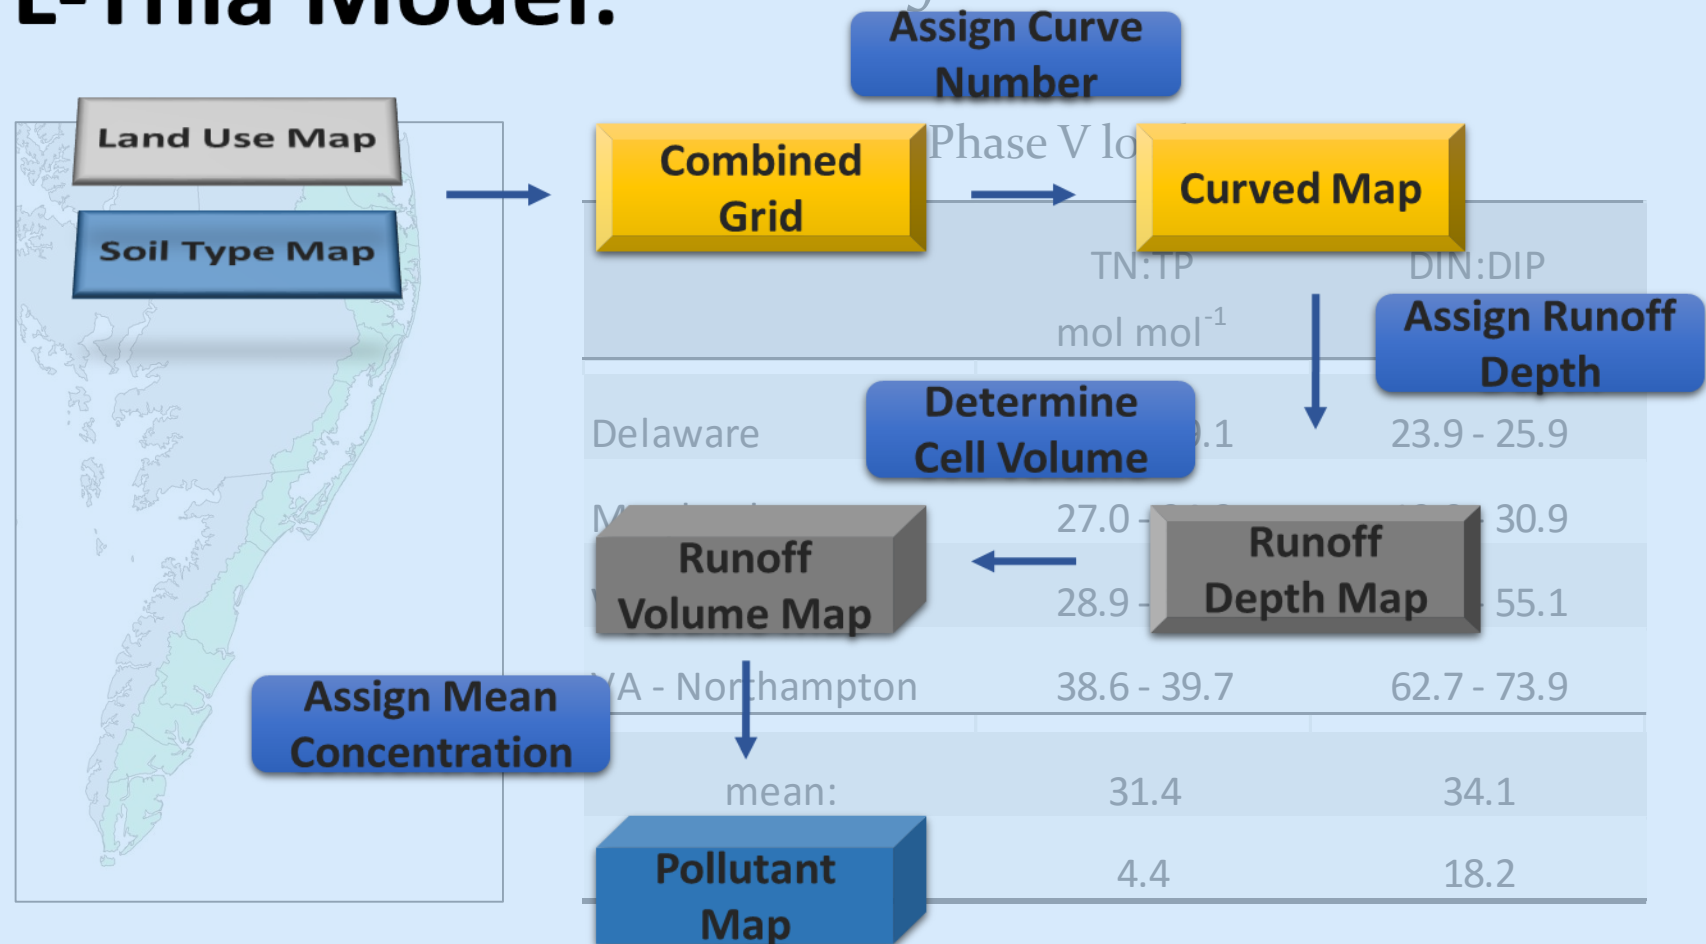 L-Thia Model:
Assign Curve
Number
Land Use Map
Soil Type Map
Combined
Grid
Phase V
Curved Map
TN:TP
DIN:DIP
mol mol-1
Assign Runoff
Depth
Determine
Cell Volume
Delaware
.1
23.9 - 25.9
27.0 -
30.9
Runoff
Volume Map
Runoff
Depth Map
28.9 -
55.1
Assign Mean
Concentration
VA - Northampton
38.6 - 39.7
62.7 - 73.9
mean:
31.4
34.1
Pollutant
Map
4.4
18.2